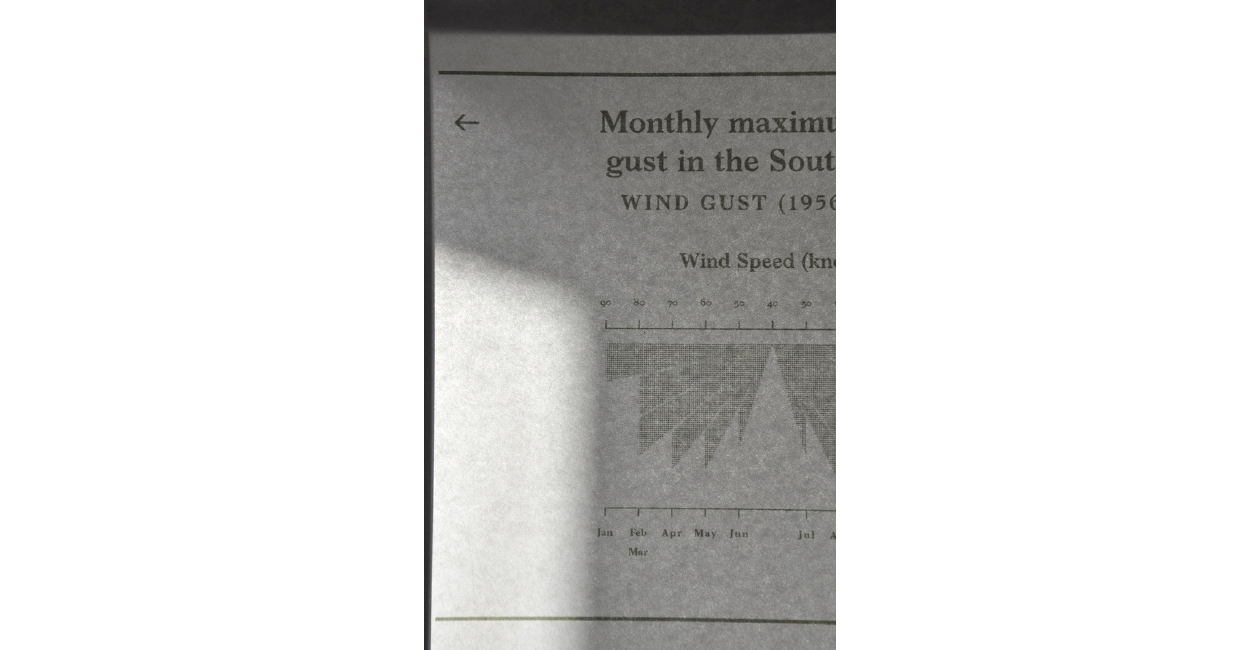 ←
Monthly maximu
gust in the Sout
WIND GUST (1956
Wind Speed (kno
90 80 70 60 50 40 50
Jan Feb Apr May Jun Jul A
Mar